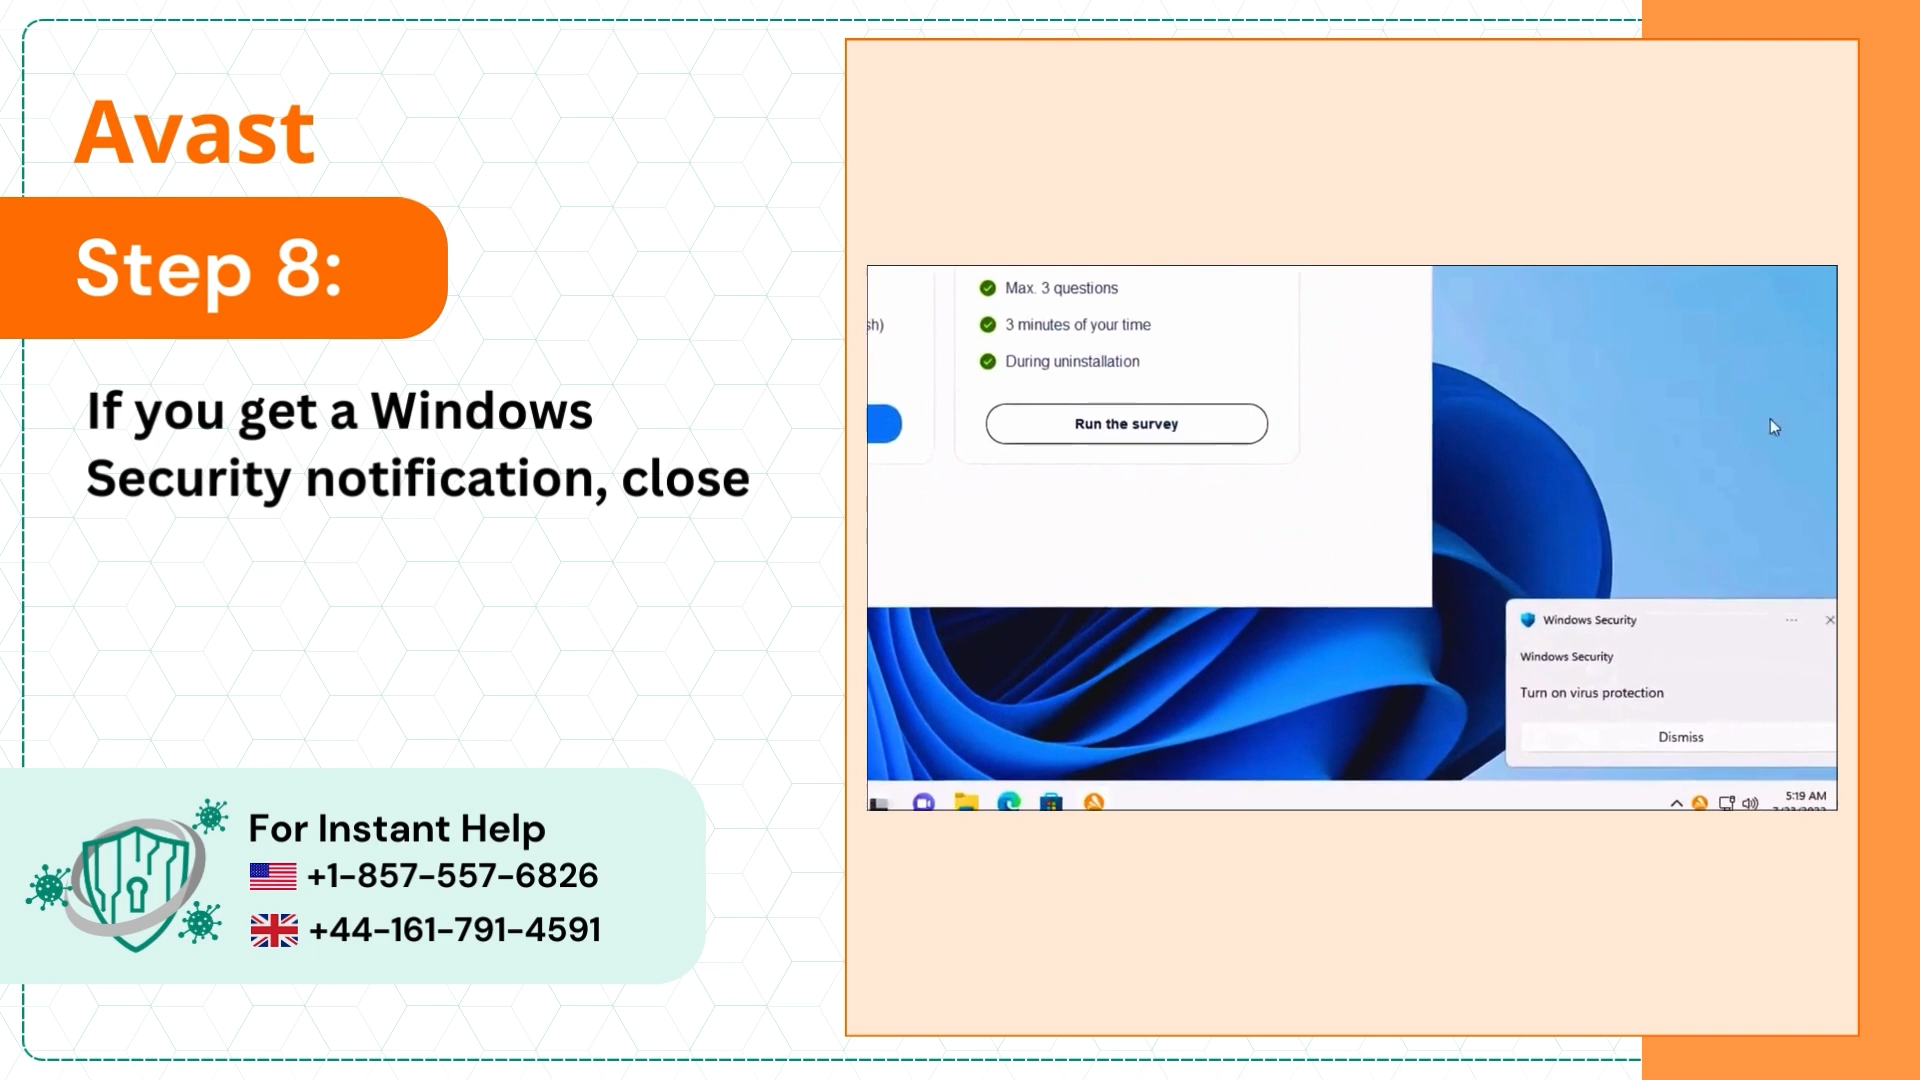 Avast
Step 8:
If you get a Windows
Security notification, close
For Instant Help
+1-857-557-6826
+44-161-791-4591
Max. 3 questions
sh)
3 minutes of your time
During uninstallation
Run the survey
Windows Security
Windows Security
Turn on virus protection
Dismiss
5:19 AM